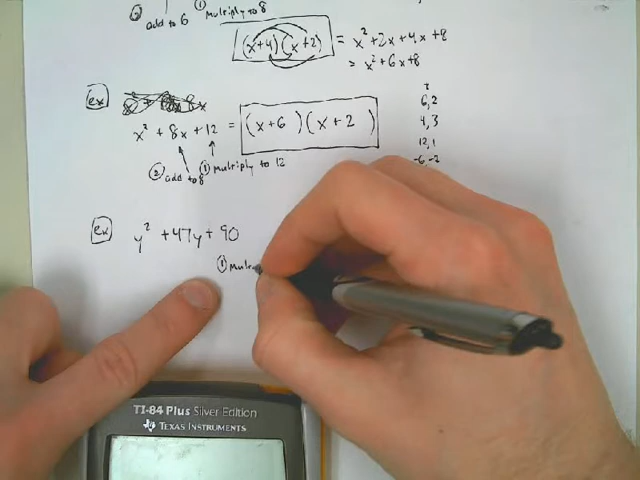 ② add to 6 ① multiply to 8
(x+4)(x+2) = x² + 2x + 4x + 8
= x² + 6x + 8
ex
x² + 8x + 12 = (x + 6 )(x + 2 )
② add to 8 ① multiply to 12
6, 2
4, 3
12, 1
-6, -2
ex
y² + 47y + 90
① Mult
TI-84 Plus Silver Edition
TEXAS INSTRUMENTS